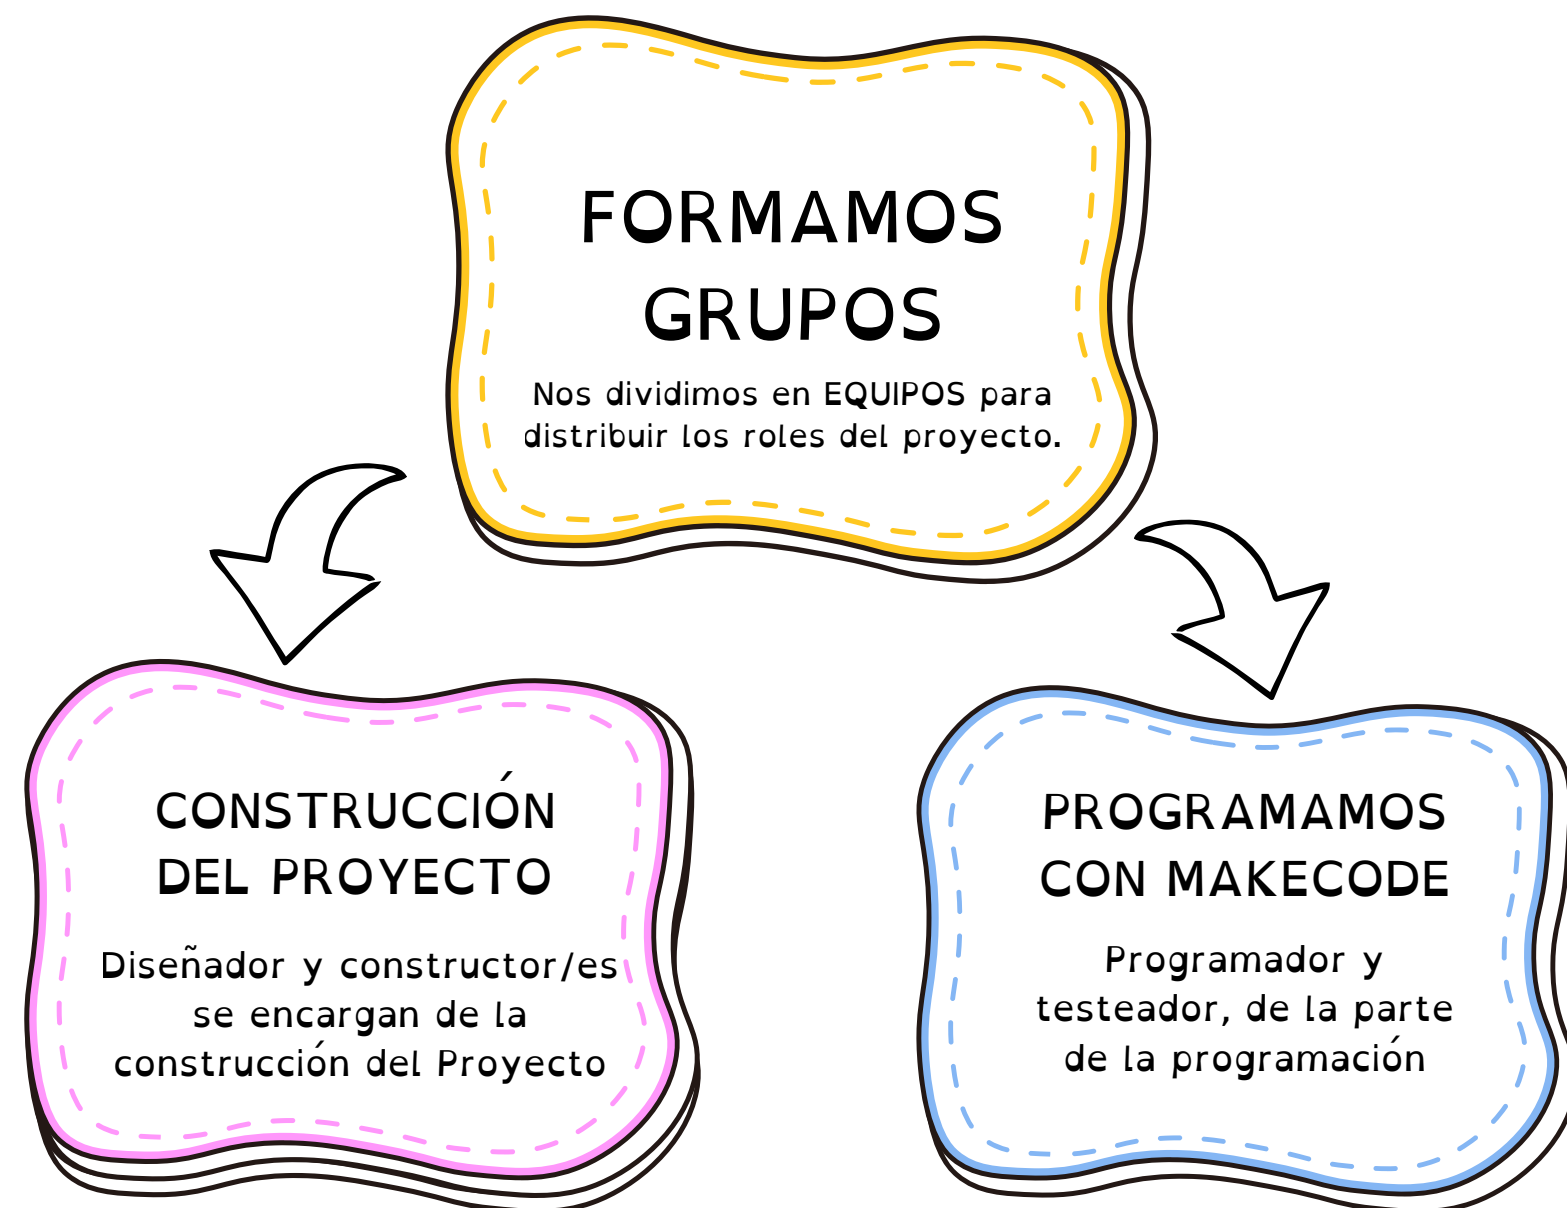 FORMAMOS
GRUPOS
Nos dividimos en EQUIPOS para
distribuir los roles del proyecto.
CONSTRUCCIÓN
DEL PROYECTO
Diseñador y constructor/es
se encargan de la
construcción del Proyecto
PROGRAMAMOS
CON MAKECODE
Programador y
testeador, de la parte
de la programación